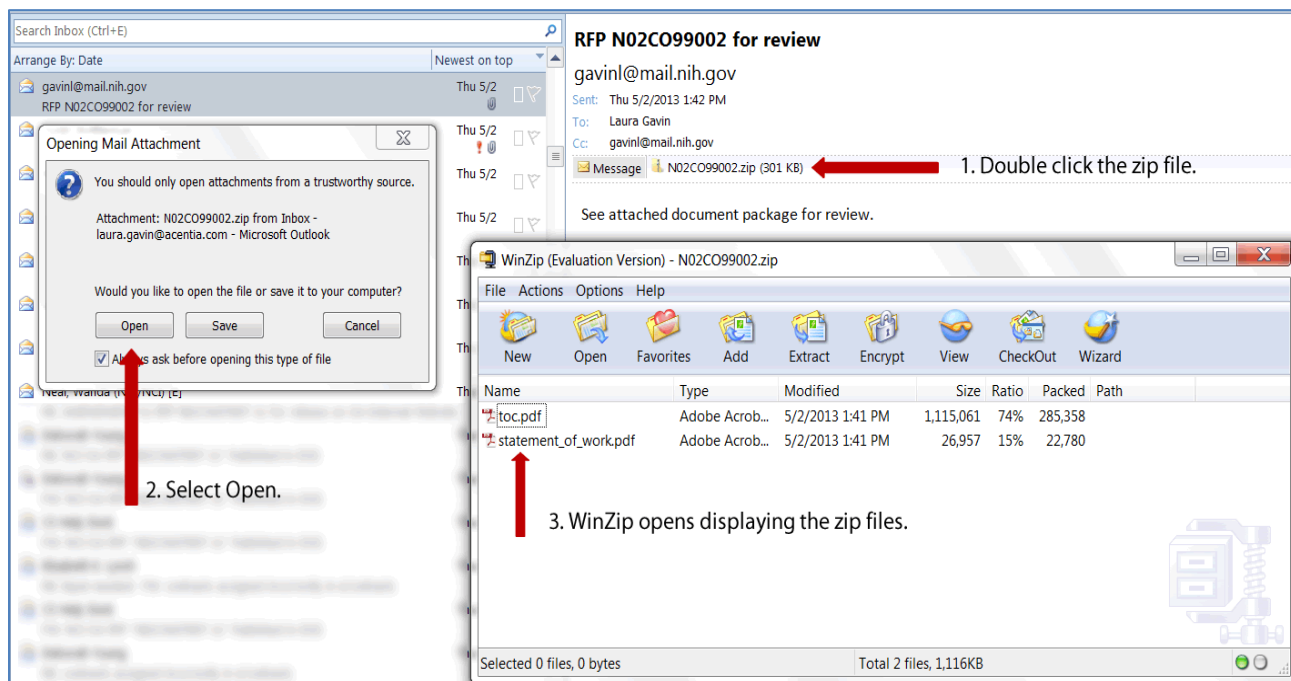 Search Inbox (Ctrl+E)
Arrange By: Date
Newest on top
gavinl@mail.nih.gov
Thu 5/2
RFP N02CO99002 for review
Thu 5/2
Thu 5/2
Thu 5/2
Th
Th
Th
Neal, Wanda (NIH/NCI) [E]
Th
Opening Mail Attachment
You should only open attachments from a trustworthy source.
Attachment: N02CO99002.zip from Inbox -
laura.gavin@acentia.com - Microsoft Outlook
Would you like to open the file or save it to your computer?
Open Save Cancel
Always ask before opening this type of file
2. Select Open.
RFP N02CO99002 for review
gavinl@mail.nih.gov
Sent: Thu 5/2/2013 1:42 PM
To: Laura Gavin
Cc: gavinl@mail.nih.gov
Message N02CO99002.zip (301 KB)
1. Double click the zip file.
See attached document package for review.
WinZip (Evaluation Version) - N02CO99002.zip
File Actions Options Help
New Open Favorites Add Extract Encrypt View CheckOut Wizard
Name Type Modified Size Ratio Packed Path
toc.pdf Adobe Acrob... 5/2/2013 1:41 PM 1,115,061 74% 285,358
statement_of_work.pdf Adobe Acrob... 5/2/2013 1:41 PM 26,957 15% 22,780
3. WinZip opens displaying the zip files.
Selected 0 files, 0 bytes
Total 2 files, 1,116KB